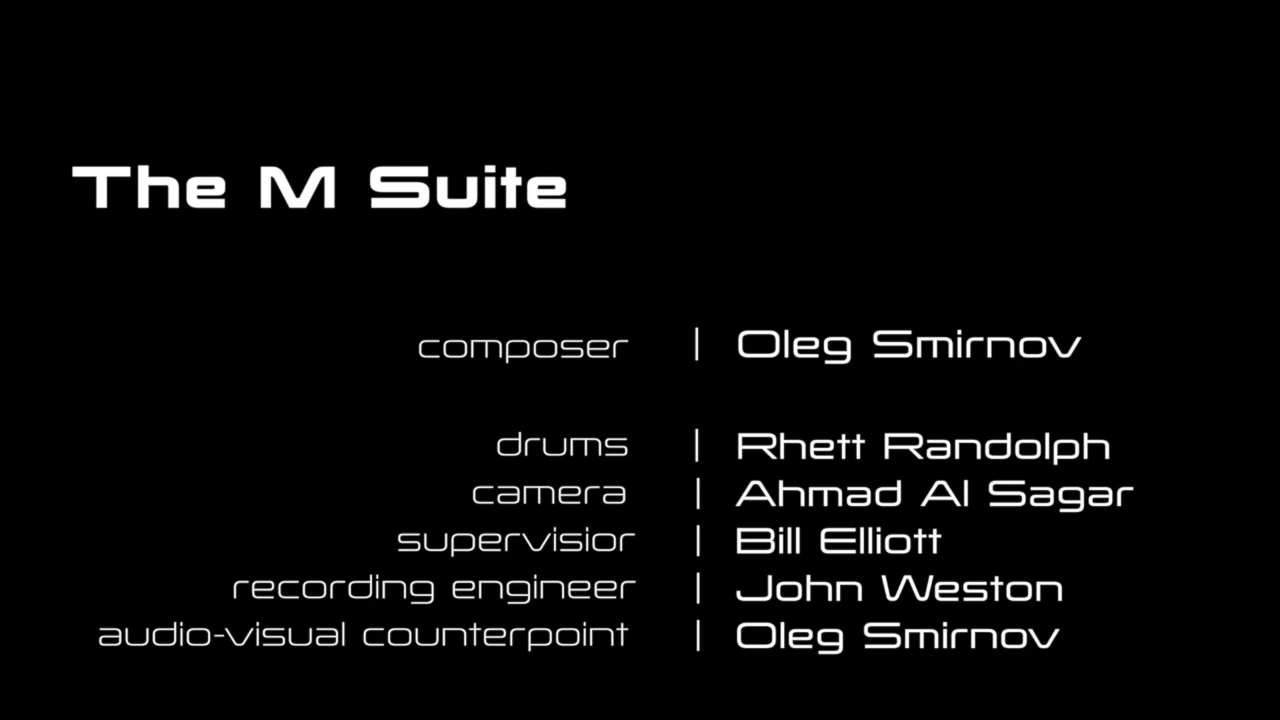 The M Suite
composer | Oleg Smirnov
drums | Rhett Randolph
camera | Ahmad Al Sagar
supervisior | Bill Elliott
recording engineer | John Weston
audio-visual counterpoint | Oleg Smirnov